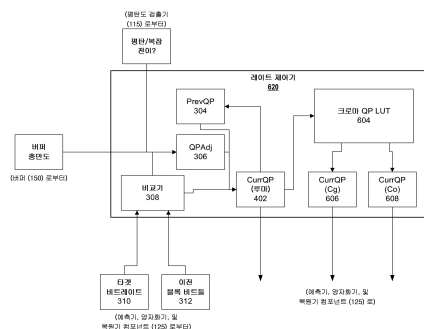 (평탄도 검출기
(115) 로부터)
평탄/복잡
전이?
레이트 제어기
620
PrevQP
304
크로마 QP LUT
604
버퍼
충만도
(버퍼 (150) 로부터)
QPAdj
306
비교기
308
CurrQP
(루마)
402
CurrQP
(Cg)
606
CurrQP
(Co)
608
타겟
비트레이트
310
이전
블록 비트들
312
(예측기, 양자화기, 및
복원기 컴포넌트 (125) 로)
(예측기, 양자화기, 및
복원기 컴포넌트 (125) 로부터)